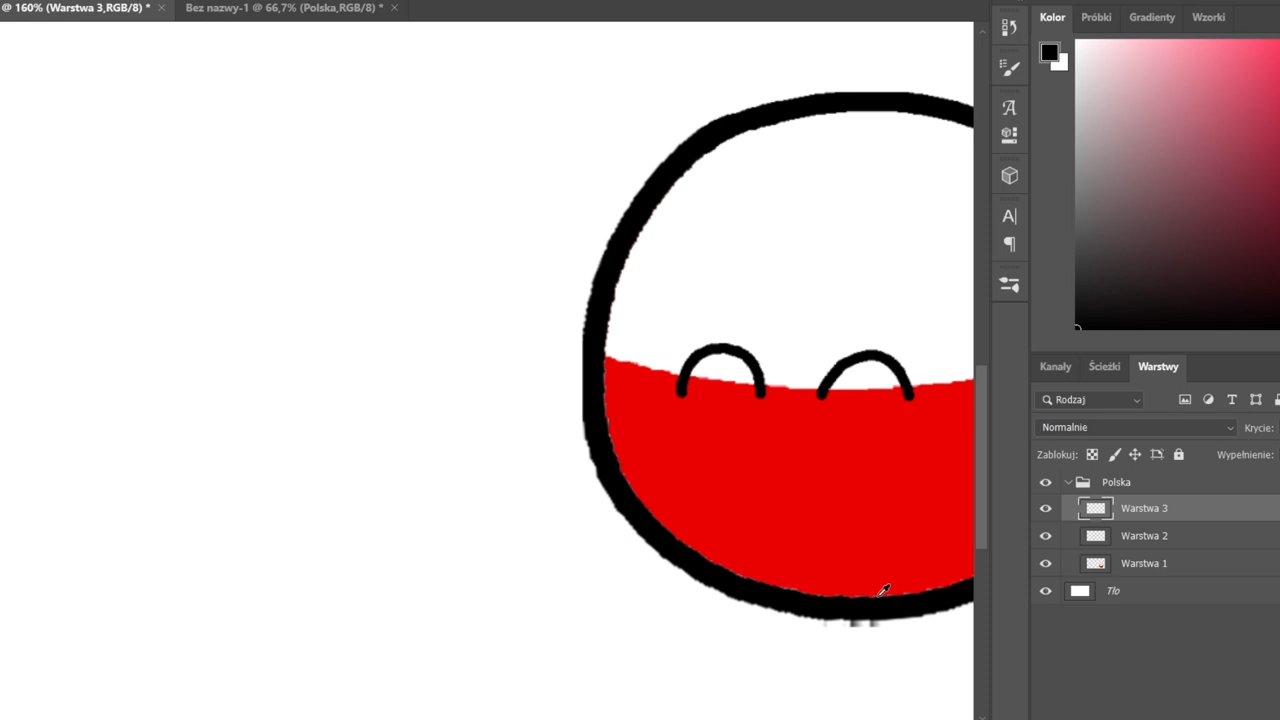 @ 160% (Warstwa 3,RGB/8) * Bez nazwy-1 @ 66,7% (Polska,RGB/8) *
Kolor Próbki Gradienty Wzorki
Kanały Ścieżki Warstwy
Rodzaj
Normalnie Krycie:
Zablokuj: Wypełnienie:
Polska
Warstwa 3
Warstwa 2
Warstwa 1
Tło